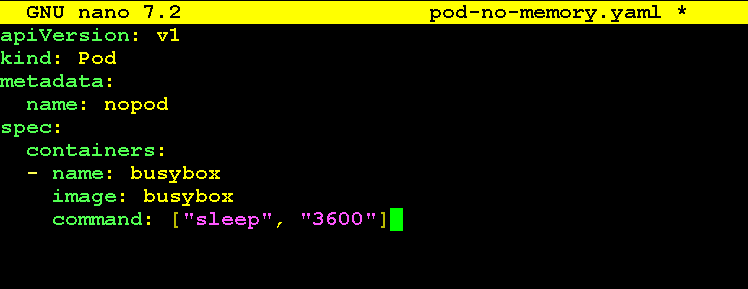 GNU nano 7.2 pod-no-memory.yaml *
apiVersion: v1
kind: Pod
metadata:
  name: nopod
spec:
  containers:
  - name: busybox
    image: busybox
    command: ["sleep", "3600"]